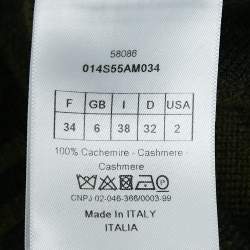 58086
014S55AM034
F GB I D USA
34 6 38 32 2
100% Cachemire - Cashmere
Cashmere
CNPJ 02-046-366/0003-99
Made In ITALY
ITALIA